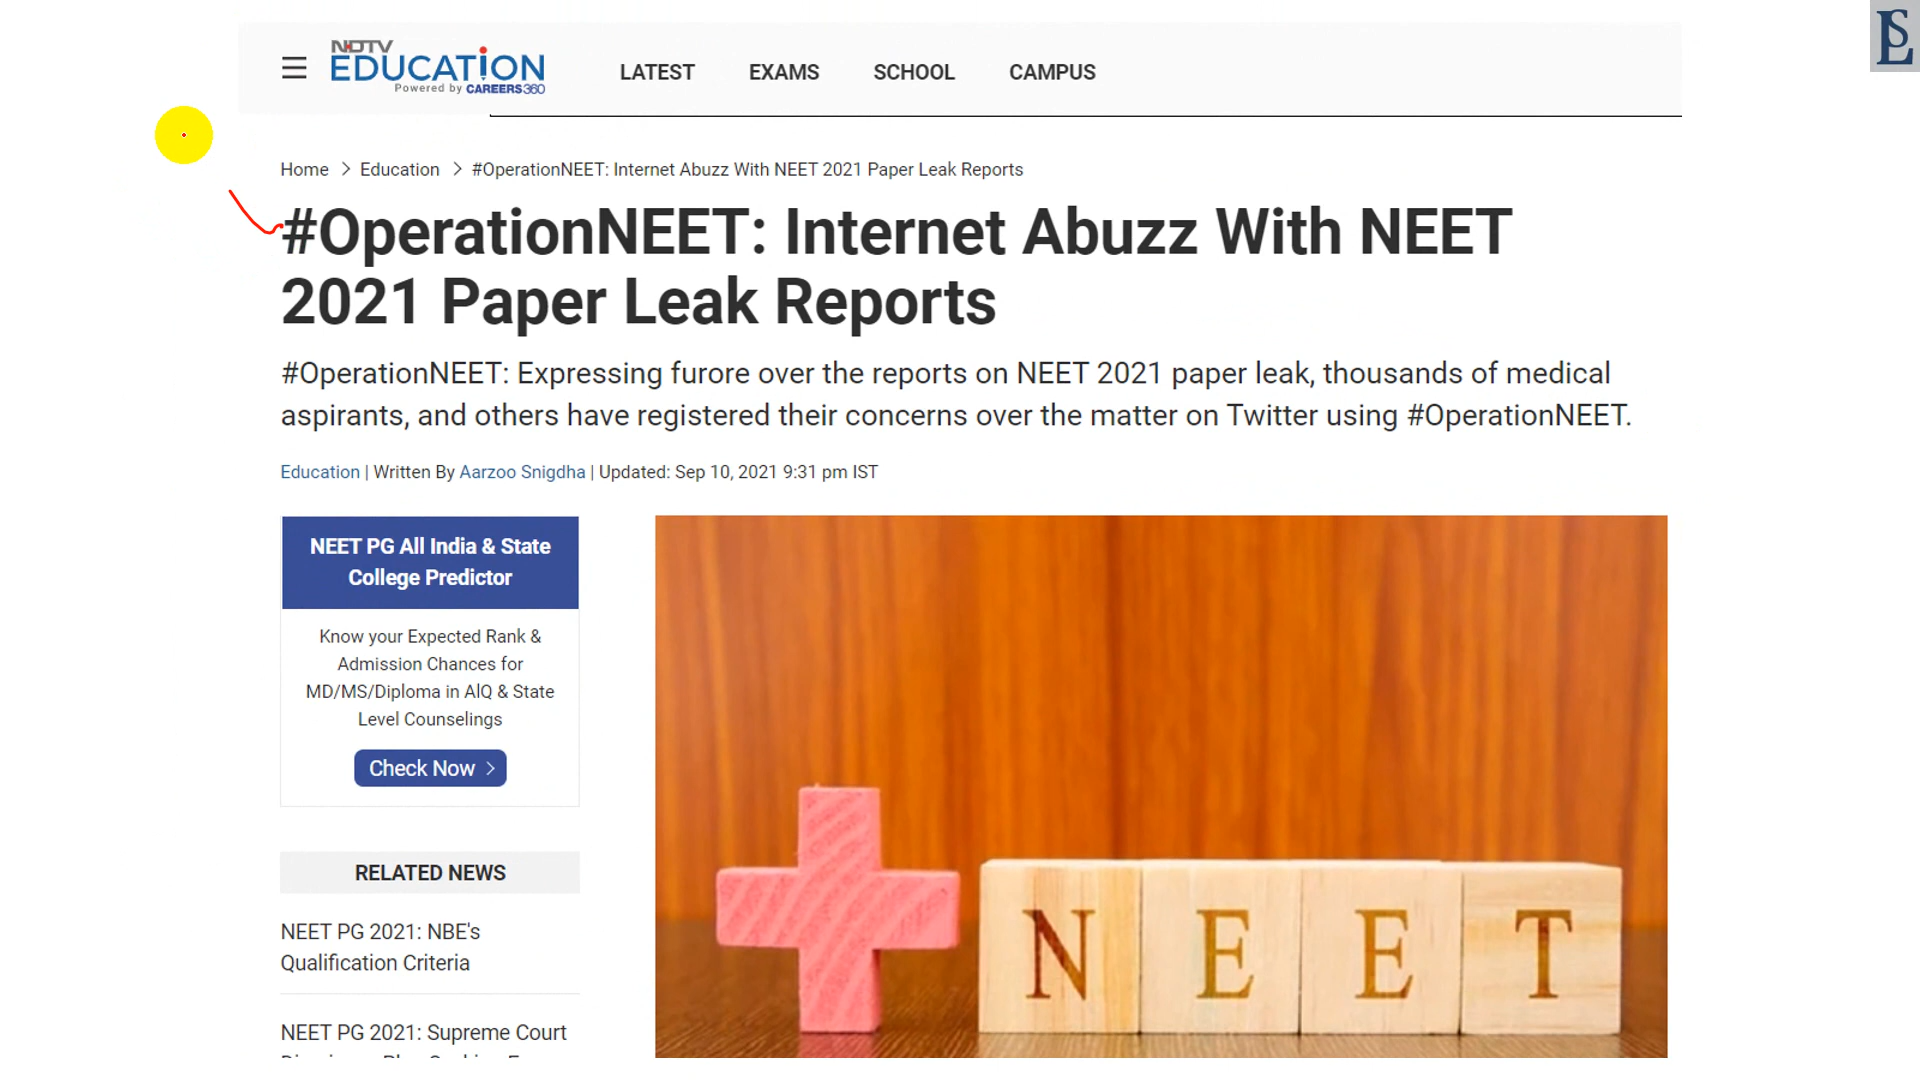 NDTV
EDUCATION
Powered by CAREERS360
LATEST EXAMS SCHOOL CAMPUS
Home > Education > #OperationNEET: Internet Abuzz With NEET 2021 Paper Leak Reports
#OperationNEET: Internet Abuzz With NEET
2021 Paper Leak Reports
#OperationNEET: Expressing furore over the reports on NEET 2021 paper leak, thousands of medical
aspirants, and others have registered their concerns over the matter on Twitter using #OperationNEET.
Education | Written By Aarzoo Snigdha | Updated: Sep 10, 2021 9:31 pm IST
NEET PG All India & State
College Predictor
Know your Expected Rank &
Admission Chances for
MD/MS/Diploma in AIQ & State
Level Counselings
Check Now >
RELATED NEWS
NEET PG 2021: NBE's
Qualification Criteria
NEET PG 2021: Supreme Court
NEET